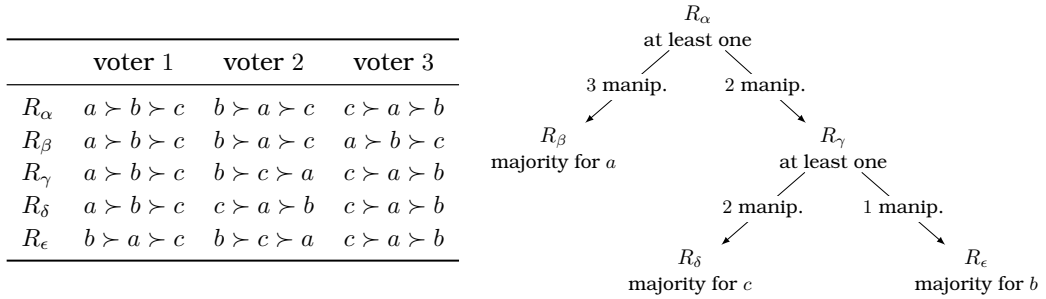 voter 1 voter 2 voter 3
R_α a ≻ b ≻ c b ≻ a ≻ c c ≻ a ≻ b
R_β a ≻ b ≻ c b ≻ a ≻ c a ≻ b ≻ c
R_γ a ≻ b ≻ c b ≻ c ≻ a c ≻ a ≻ b
R_δ a ≻ b ≻ c c ≻ a ≻ b c ≻ a ≻ b
R_ϵ b ≻ a ≻ c b ≻ c ≻ a c ≻ a ≻ b
R_α
at least one
3 manip. 2 manip.
R_β R_γ
majority for a at least one
2 manip. 1 manip.
R_δ R_ϵ
majority for c majority for b